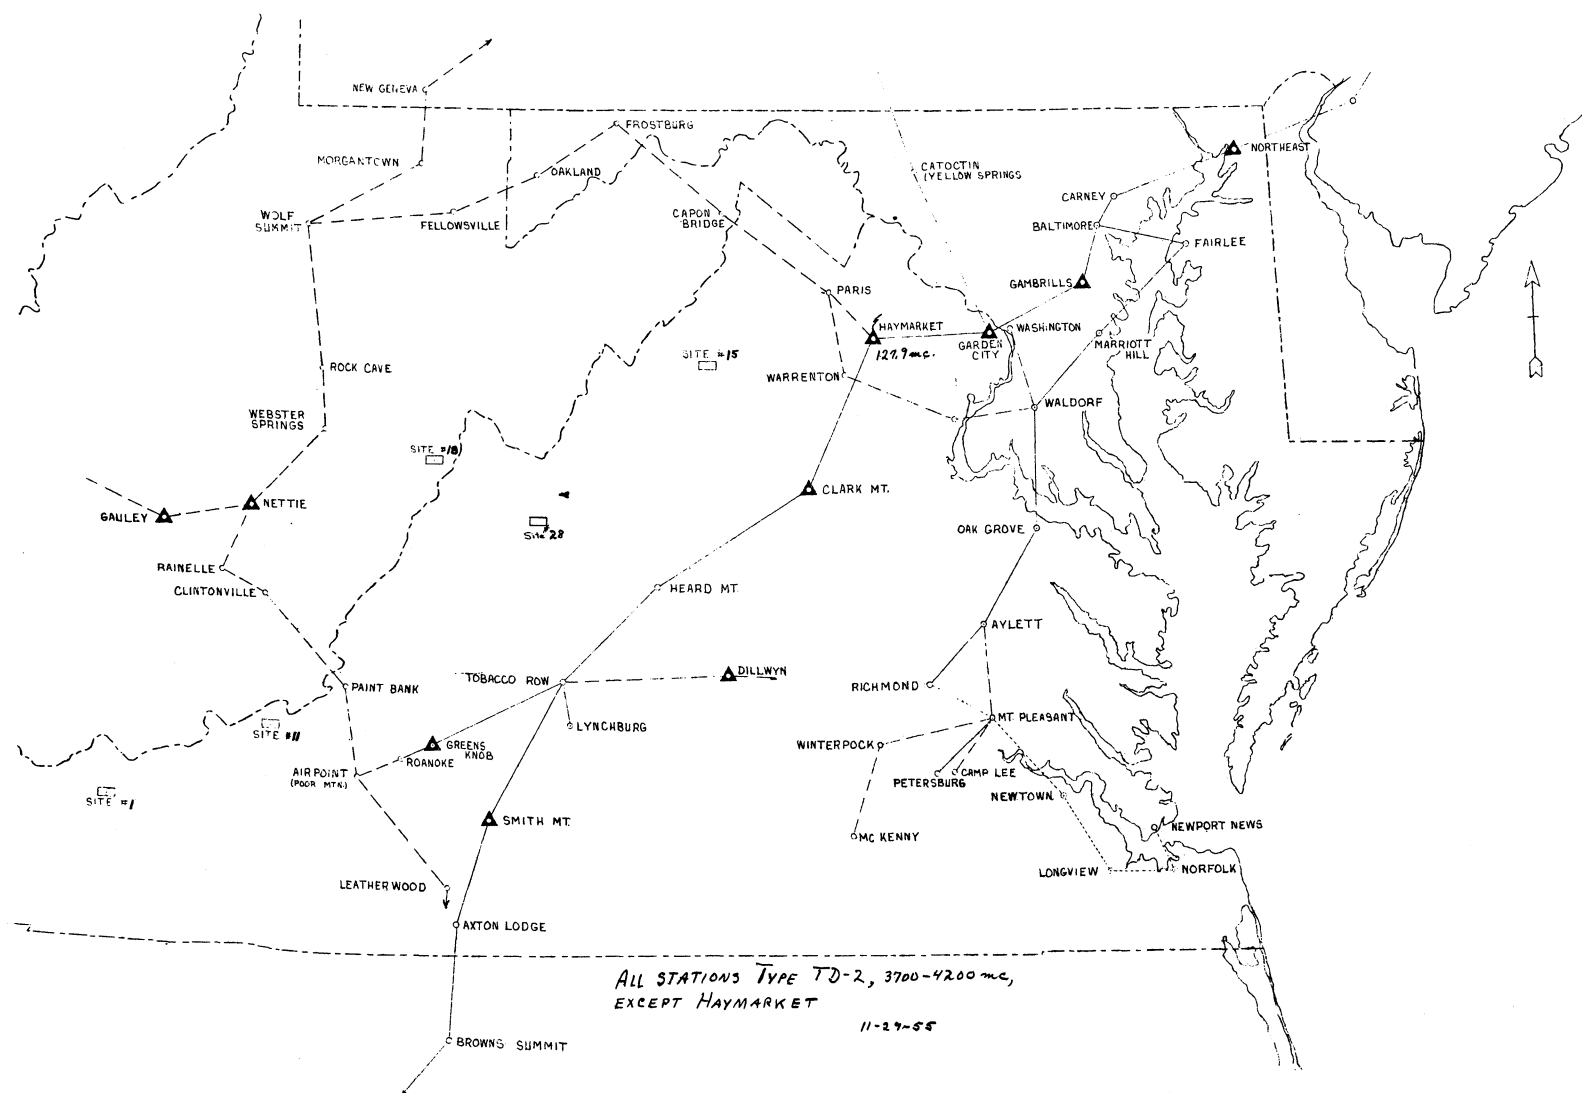 NEW GENEVA
FROSTBURG
MORGANTOWN
OAKLAND
NORTHEAST
CATOCTIN
(YELLOW SPRINGS
CARNEY
WOLF
SUMMIT
FELLOWSVILLE
CAPON
BRIDGE
BALTIMORE
FAIRLEE
PARIS
GAMBRILLS
HAYMARKET
127.9 mc.
GARDEN
CITY
WASHINGTON
MARRIOTT
HILL
SITE #15
ROCK CAVE
WARRENTON
WALDORF
WEBSTER
SPRINGS
SITE #18
NETTIE
GAULEY
CLARK MT.
Site #28
OAK GROVE
RAINELLE
CLINTONVILLE
HEARD MT.
AYLETT
TOBACCO ROW
DILLWYN
PAINT BANK
RICHMOND
LYNCHBURG
MT. PLEASANT
SITE #11
GREENS
KNOB
ROANOKE
WINTERPOCK
AIRPOINT
(POOR MTN.)
CAMP LEE
PETERSBURG
NEWTOWN
SITE #1
SMITH MT.
MC KENNY
NEWPORT NEWS
LONGVIEW
NORFOLK
LEATHERWOOD
AXTON LODGE
ALL STATIONS TYPE TD-2, 3700-4200 mc,
EXCEPT HAYMARKET
11-29-55
BROWNS SUMMIT